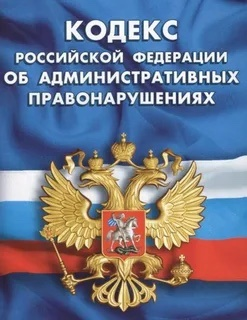 КОДЕКС
РОССИЙСКОЙ ФЕДЕРАЦИИ
ОБ АДМИНИСТРАТИВНЫХ
ПРАВОНАРУШЕНИЯХ